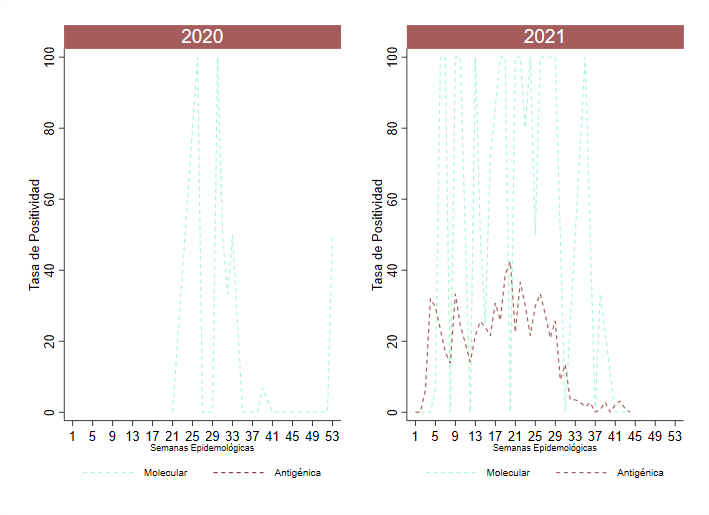 2020
2021
Tasa de Positividad
0 20 40 60 80 100
1 5 9 13 17 21 25 29 33 37 41 45 49 53
Semanas Epidemológicas
Molecular Antigénica
Tasa de Positividad
0 20 40 60 80 100
1 5 9 13 17 21 25 29 33 37 41 45 49 53
Semanas Epidemológicas
Molecular Antigénica